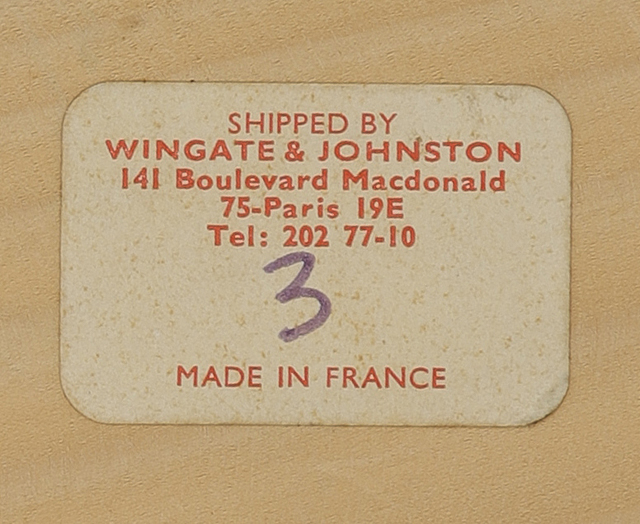 SHIPPED BY
WINGATE & JOHNSTON
141 Boulevard Macdonald
75-Paris 19E
Tel: 202 77-10
3
MADE IN FRANCE